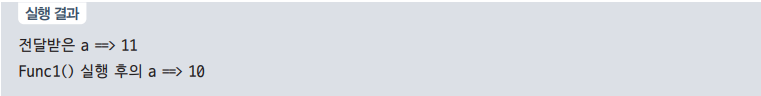 실행 결과
전달받은 a ==> 11
Func1() 실행 후의 a ==> 10